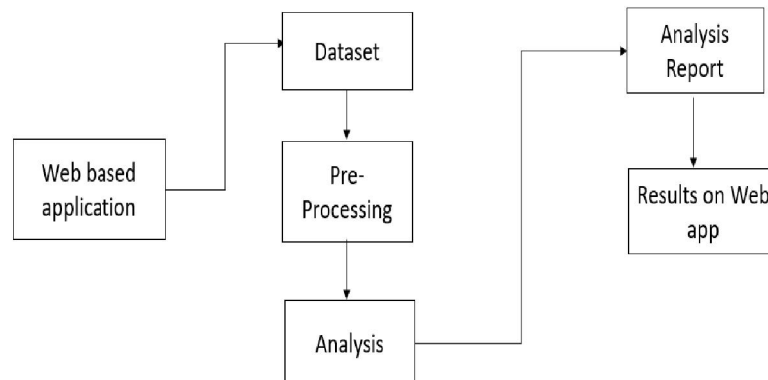 Web based
application
Dataset
Pre-
Processing
Analysis
Analysis
Report
Results on Web
app